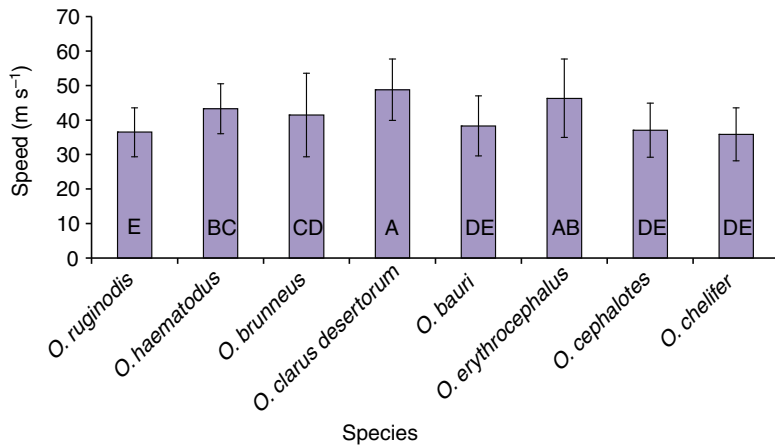 70
60
50
40
30
20
10
0
Speed (m s⁻¹)
E
BC
CD
A
DE
AB
DE
DE
O. ruginodis
O. haematodus
O. brunneus
O. clarus desertorum
O. bauri
O. erythrocephalus
O. cephalotes
O. chelifer
Species